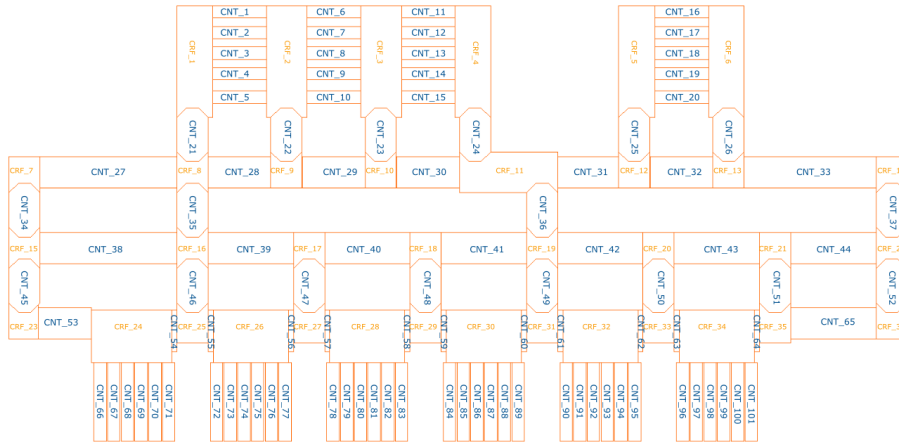 CNT_1 CNT_6 CNT_11 CNT_16
CNT_2 CNT_7 CNT_12 CNT_17
CRF_1 CNT_3 CRF_2 CNT_8 CRF_3 CNT_13 CRF_4 CRF_5 CNT_18 CRF_6
CNT_4 CNT_9 CNT_14 CNT_19
CNT_5 CNT_10 CNT_15 CNT_20
CNT_21 CNT_22 CNT_23 CNT_24 CNT_25 CNT_26
CRF_7 CNT_27 CRF_8 CNT_28 CRF_9 CNT_29 CRF_10 CNT_30 CRF_11 CNT_31 CRF_12 CNT_32 CRF_13 CNT_33
CNT_34 CNT_35 CNT_36 CNT_37
CRF_15 CNT_38 CRF_16 CNT_39 CRF_17 CNT_40 CRF_18 CNT_41 CRF_19 CNT_42 CRF_20 CNT_43 CRF_21 CNT_44
CNT_45 CNT_46 CNT_47 CNT_48 CNT_49 CNT_50 CNT_51 CNT_52
CRF_23 CNT_53 CRF_24 CNT_54 CRF_25 CNT_55 CRF_26 CNT_56 CRF_27 CNT_57 CRF_28 CNT_58 CRF_29 CNT_59 CRF_30 CNT_60 CRF_31 CNT_61 CRF_32 CNT_62 CRF_33 CNT_63 CRF_34 CNT_64 CRF_35 CNT_65
CNT_66 CNT_67 CNT_68 CNT_69 CNT_70 CNT_71 CNT_72 CNT_73 CNT_74 CNT_75 CNT_76 CNT_77 CNT_78 CNT_79 CNT_80 CNT_81 CNT_82 CNT_83 CNT_84 CNT_85 CNT_86 CNT_87 CNT_88 CNT_89 CNT_90 CNT_91 CNT_92 CNT_93 CNT_94 CNT_95 CNT_96 CNT_97 CNT_98 CNT_99 CNT_100 CNT_101